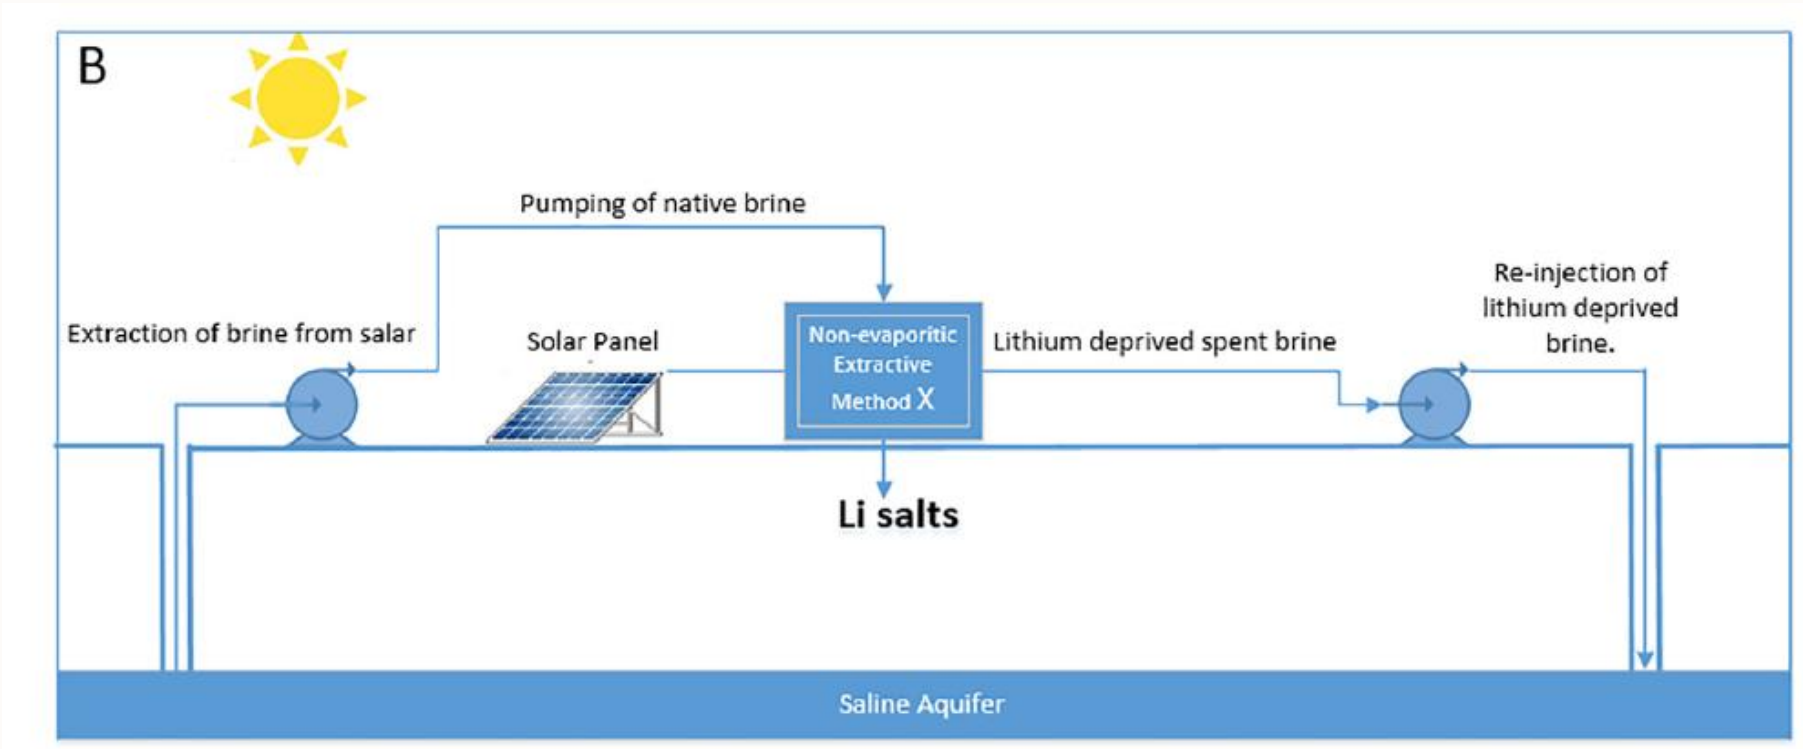 B
Pumping of native brine
Re-injection of
lithium deprived
brine.
Extraction of brine from salar
Solar Panel
Non-evaporitic
Extractive
Method X
Lithium deprived spent brine
Li salts
Saline Aquifer